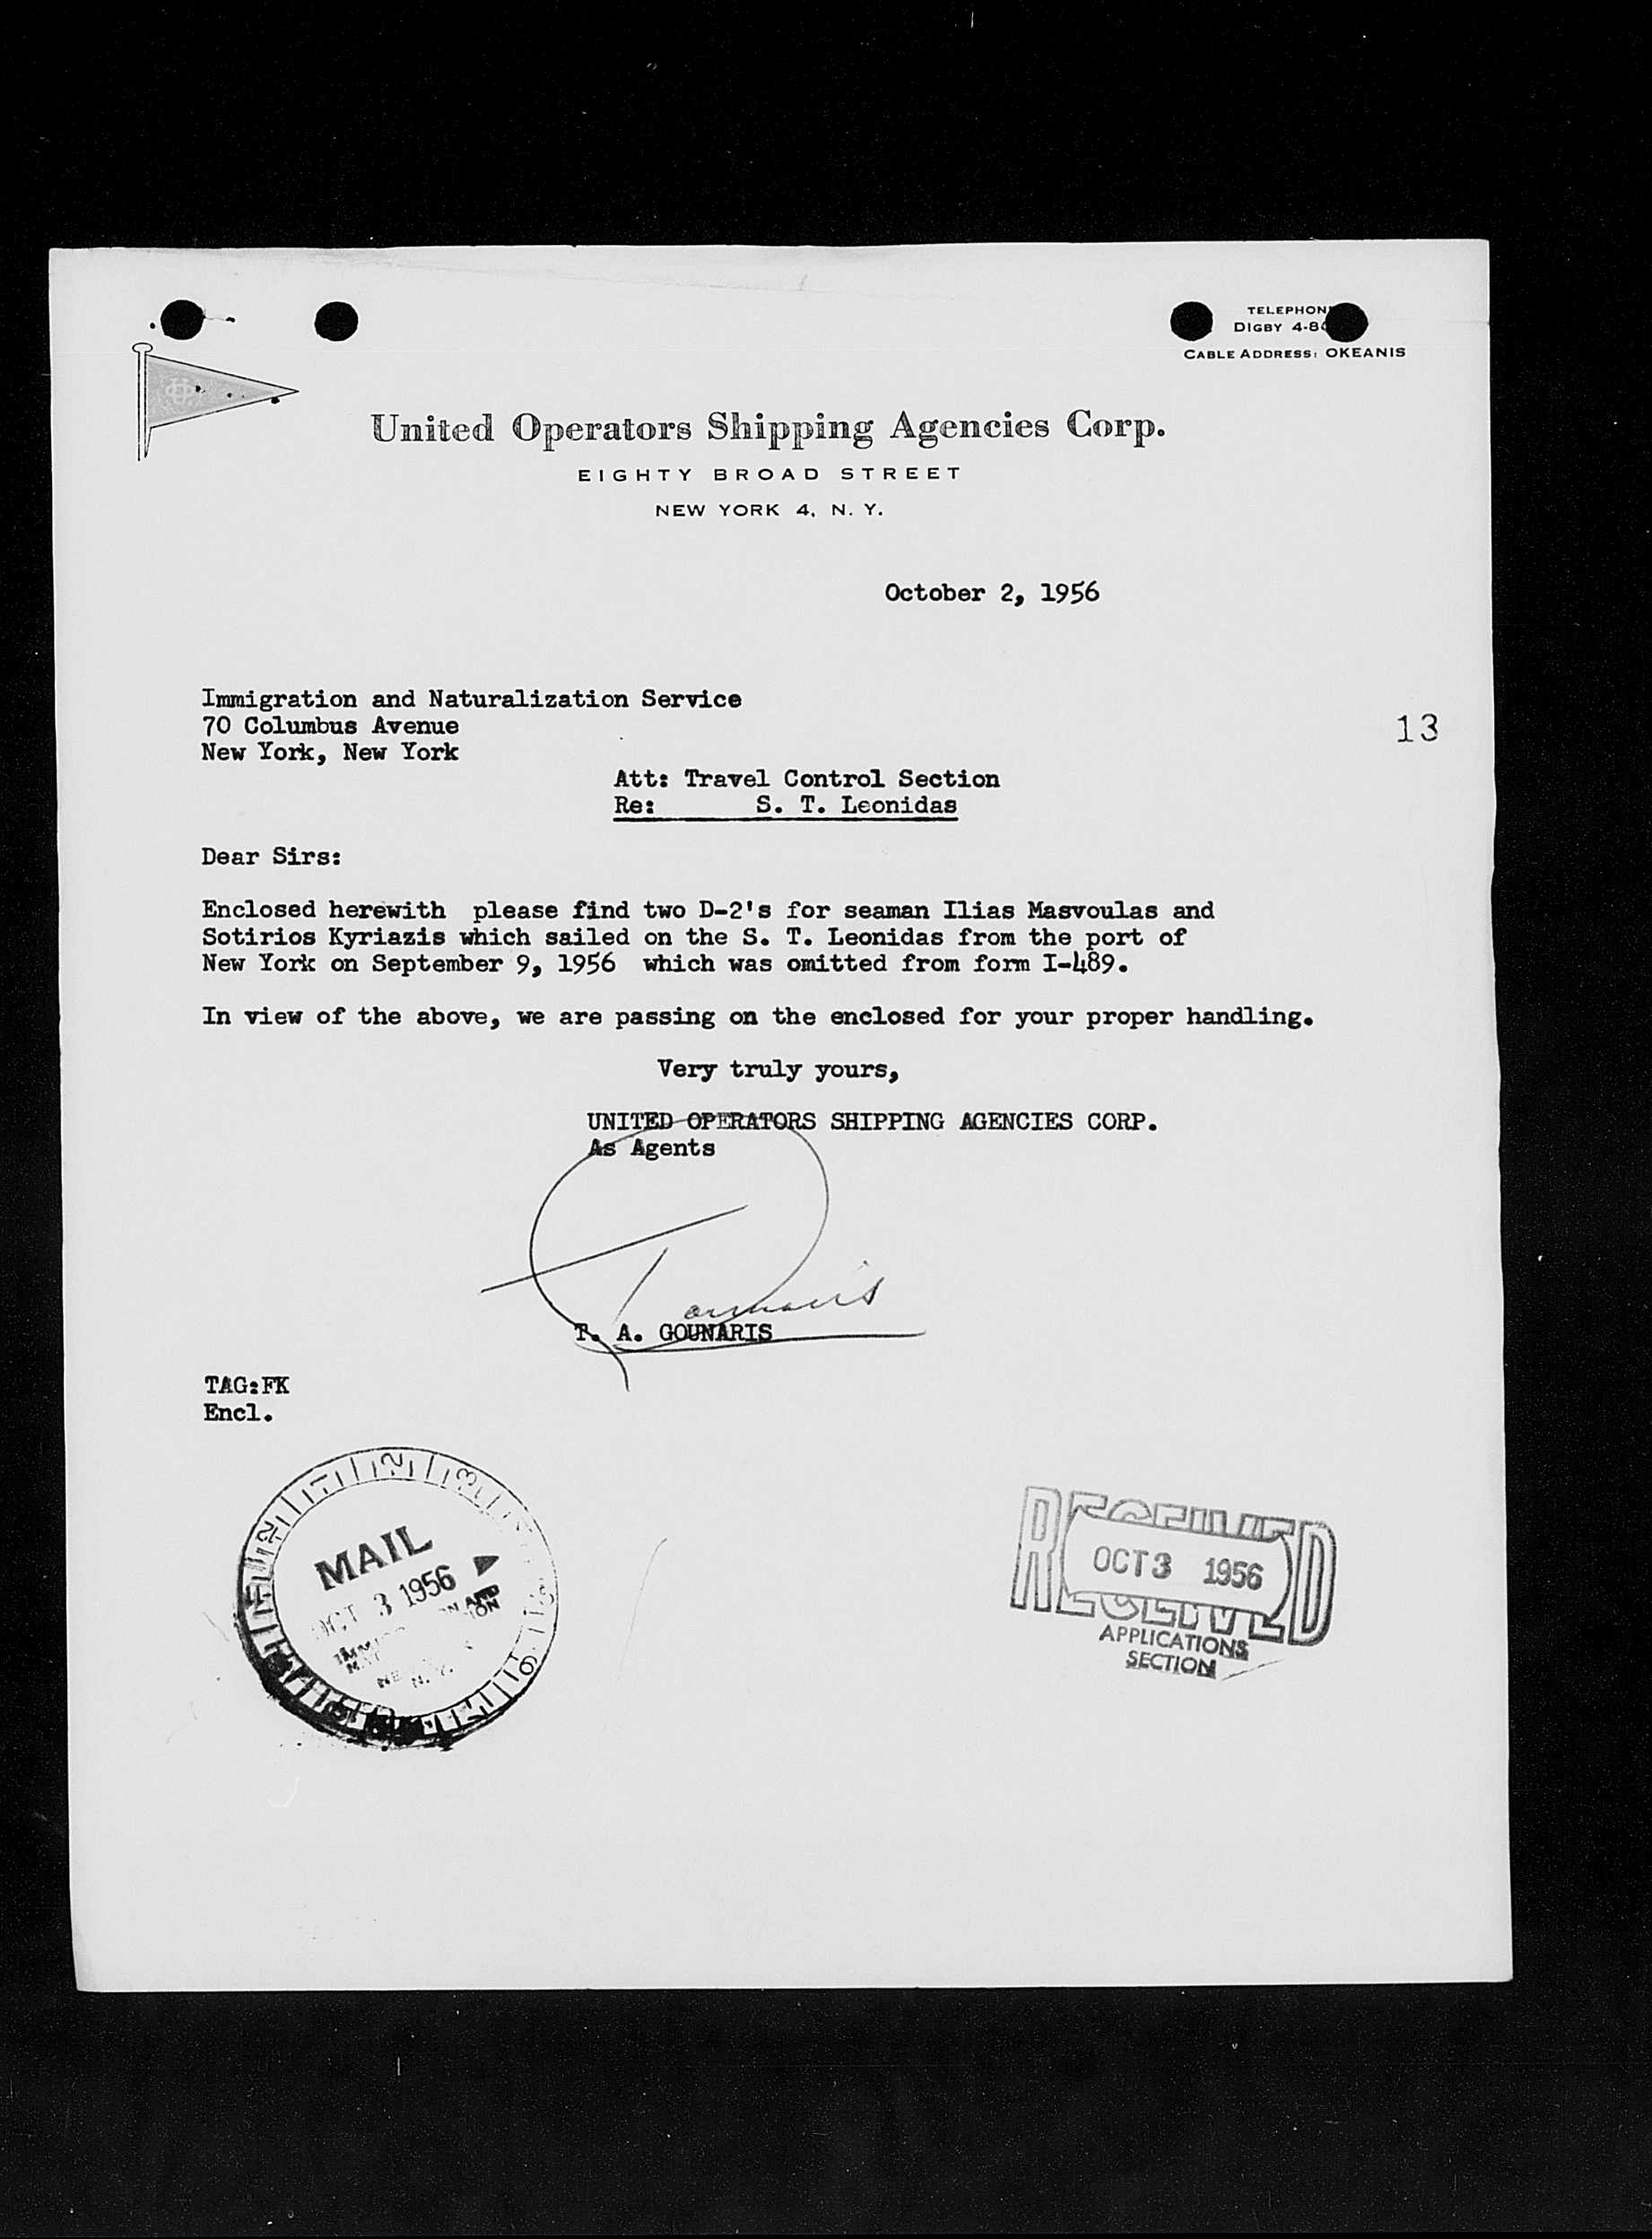 TELEPHON
DIGBY 4-8
CABLE ADDRESS: OKEANIS
United Operators Shipping Agencies Corp.
EIGHTY BROAD STREET
NEW YORK 4, N. Y.
October 2, 1956
Immigration and Naturalization Service
70 Columbus Avenue
New York, New York
13
Att: Travel Control Section
Re: S. T. Leonidas
Dear Sirs:
Enclosed herewith please find two D-2's for seaman Ilias Masvoulas and
Sotirios Kyriazis which sailed on the S. T. Leonidas from the port of
New York on September 9, 1956 which was omitted from form I-489.
In view of the above, we are passing on the enclosed for your proper handling.
Very truly yours,
UNITED OPERATORS SHIPPING AGENCIES CORP.
As Agents
T. A. GOUNARIS
TAG:FK
Encl.
MAIL
OCT 3 1956
N. Y.
RECEIVED
OCT 3 1956
APPLICATIONS
SECTION